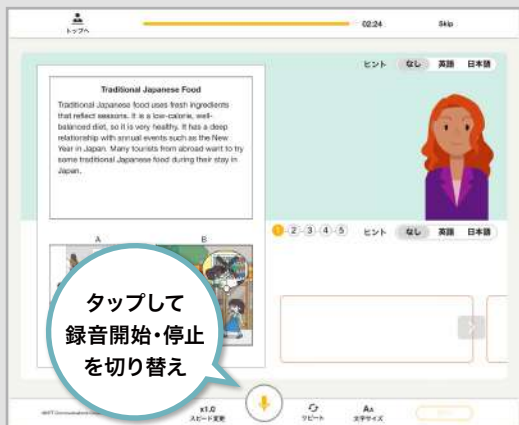 トップへ
02:24
Skip
ヒント なし 英語 日本語
Traditional Japanese Food
Traditional Japanese food uses fresh ingredients
that reflect seasons. It is a low-calorie, well-
balanced diet, so it is very healthy. It has a deep
relationship with annual events such as the New
Year in Japan. Many tourists from abroad want to try
some traditional Japanese food during their stay in
Japan.
1 2 3 4 5 ヒント なし 英語 日本語
A B
タップして
録音開始・停止
を切り替え
x1.0
スピード変更
リピート
AA
文字サイズ